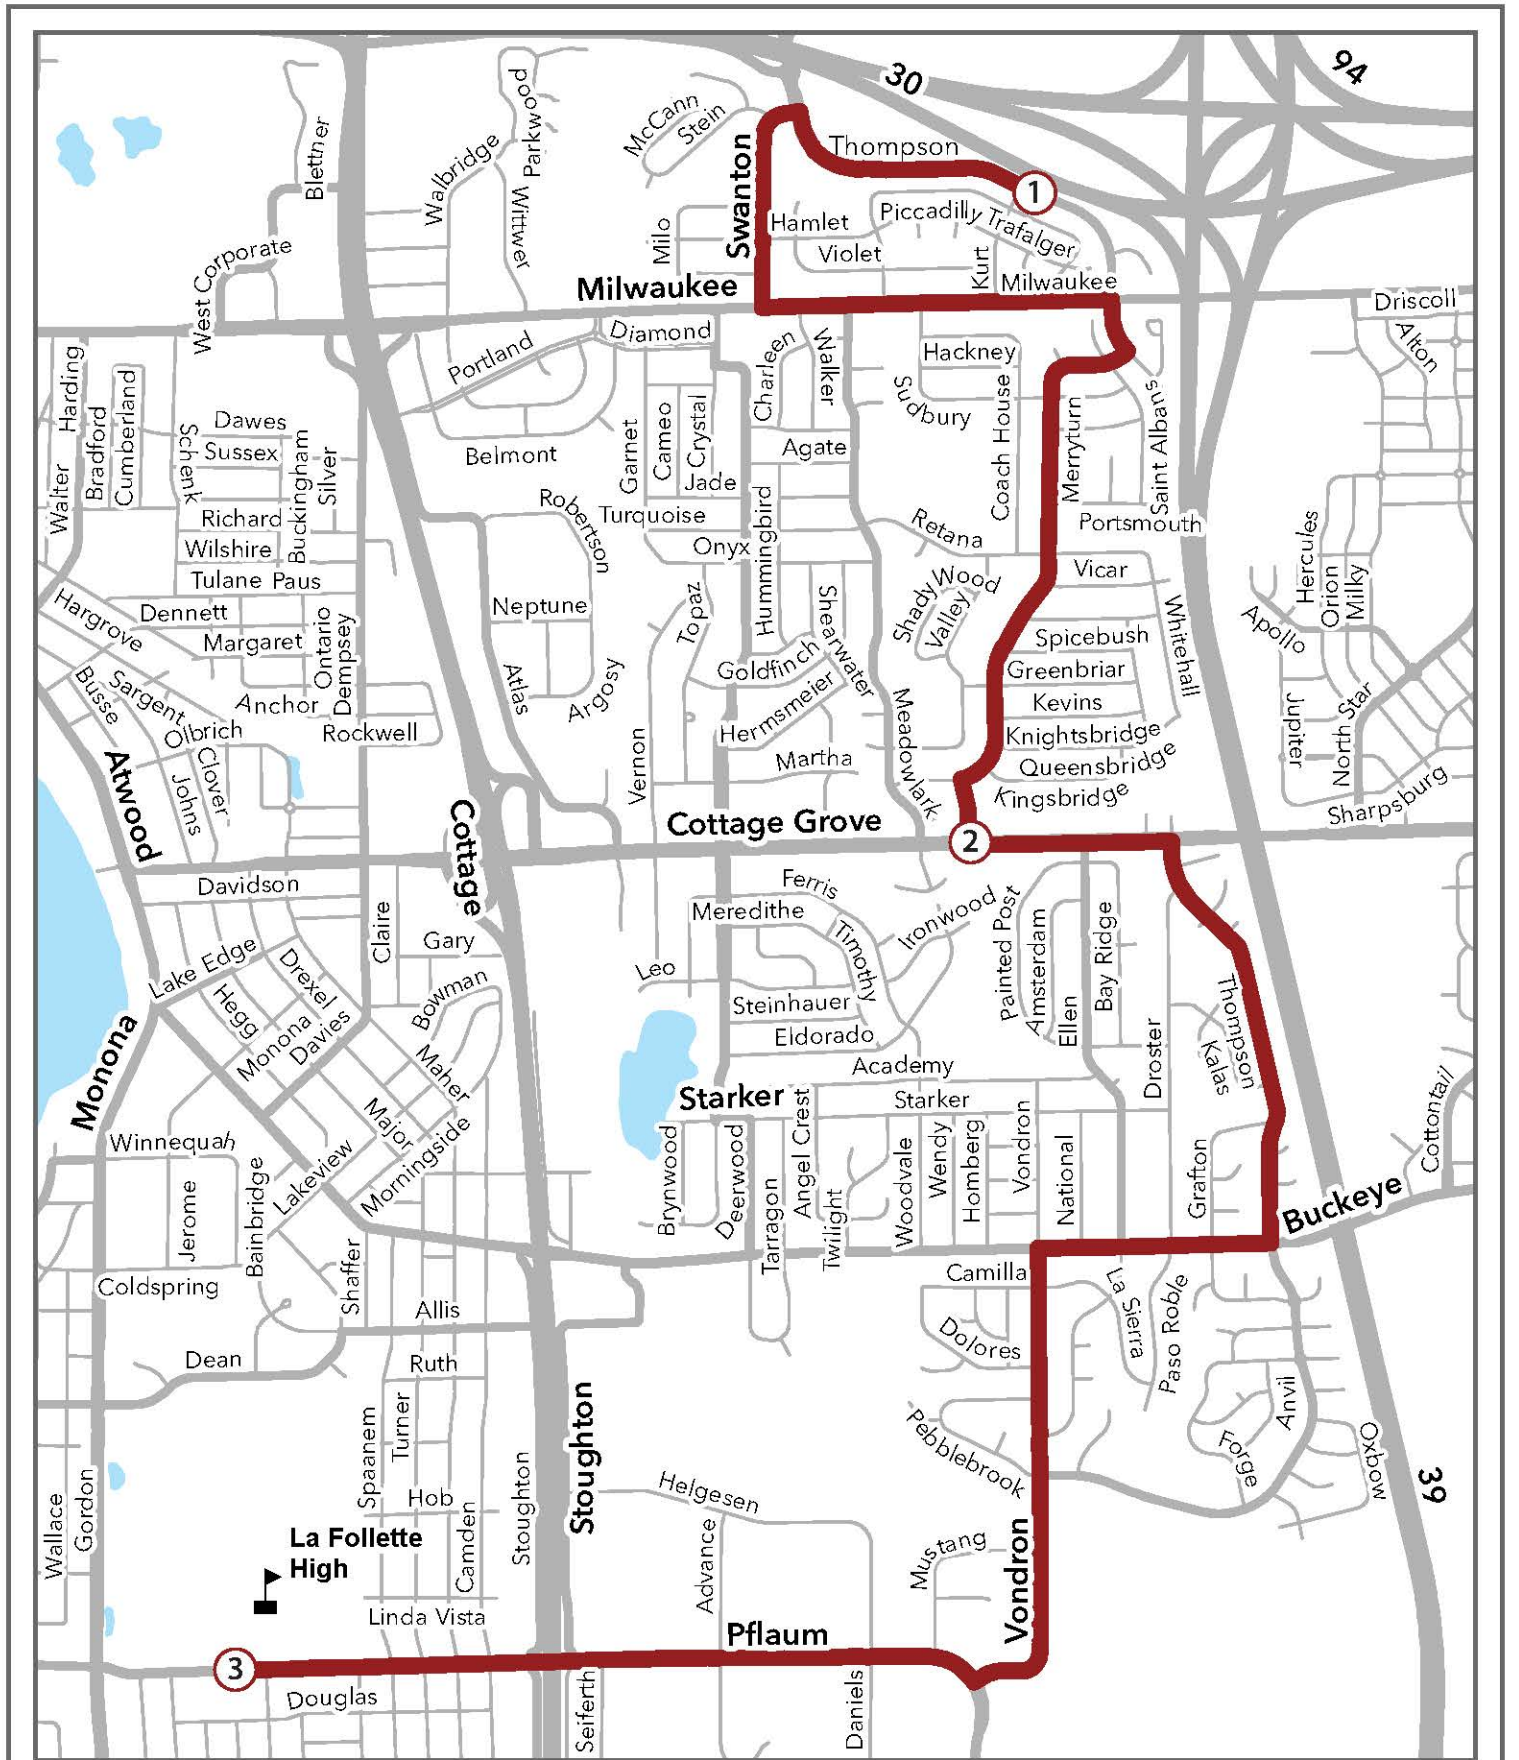 30
94
Parkwood
McCann
Stein
Blettner
Walbridge
Wittwer
Swanton
Thompson
1
Piccadilly
Trafalger
Hamlet
Milo
Violet
Kurt
West Corporate
Milwaukee
Milwaukee
Driscoll
Alton
Diamond
Portland
Charleen
Walker
Hackney
Sudbury
Coach House
Merryturn
Saint Albans
Harding
Walter
Bradford
Cumberland
Schenk
Dawes
Sussex
Buckingham
Silver
Belmont
Garnet
Cameo
Crystal
Jade
Agate
Richard
Wilshire
Tulane
Paus
Robertson
Turquoise
Onyx
Hummingbird
Retana
Portsmouth
Vicar
Hercules
Orion
Milky
Apollo
Hargrove
Dennett
Margaret
Ontario
Dempsey
Neptune
Topaz
Shearwater
Shady
Wood
Valley
Whitehall
Spicebush
Greenbriar
Kevins
Knightsbridge
Queensbridge
Kingsbridge
Busse
Sargent
Anchor
Olbrich
Rockwell
Clover
Johns
Atlas
Argosy
Goldfinch
Hermsmeier
Martha
Vernon
Meadowlark
Jupiter
North Star
Sharpsburg
Atwood
Cottage
Cottage Grove
2
Davidson
Claire
Gary
Bowman
Ferris
Meredithe
Timothy
Ironwood
Painted Post
Amsterdam
Ellen
Bay Ridge
Droster
Thompson
Kalas
Lake Edge
Drexel
Hegg
Monona
Davies
Leo
Steinhauer
Eldorado
Academy
Monona
Maher
Major
Morningside
Starker
Starker
Winnequah
Jerome
Bainbridge
Lakeview
Brynwood
Deerwood
Tarragon
Angel Crest
Twilight
Woodvale
Wendy
Homberg
Vondron
National
Grafton
Cottontail
Buckeye
Coldspring
Shaffer
Allis
Dean
Ruth
Camilla
Dolores
La Sierra
Paso Roble
Spaanem
Turner
Stoughton
Stoughton
Pebblebrook
Anvil
Forge
Oxbow
39
Wallace
Gordon
Hob
Camden
Helgesen
Advance
Mustang
Vondron
La Follette
High
Linda Vista
Pflaum
3
Douglas
Seiferth
Daniels